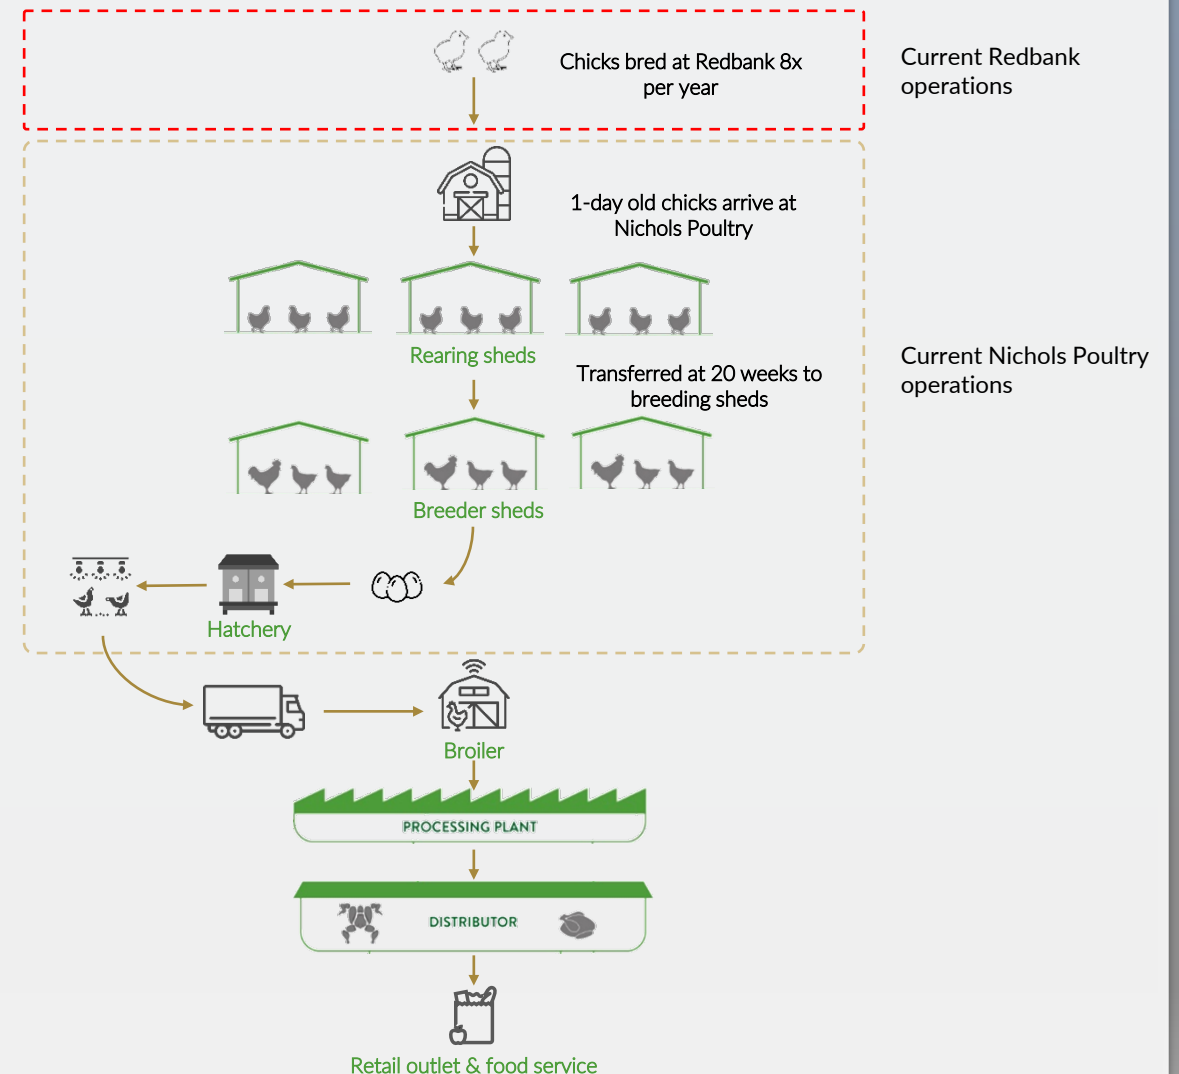 Chicks bred at Redbank 8x
per year
Current Redbank
operations
1-day old chicks arrive at
Nichols Poultry
Rearing sheds
Transferred at 20 weeks to
breeding sheds
Current Nichols Poultry
operations
Breeder sheds
Hatchery
Broiler
PROCESSING PLANT
DISTRIBUTOR
Retail outlet & food service